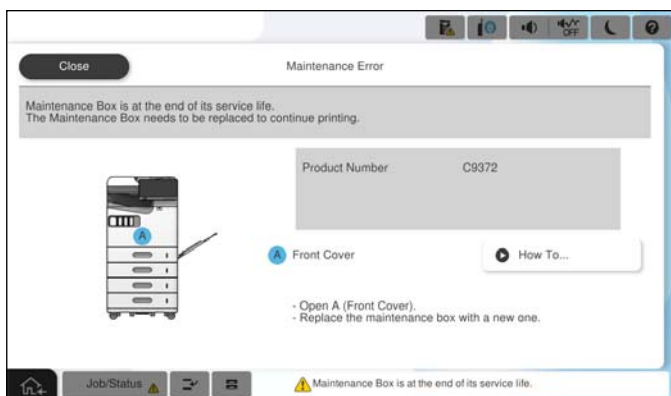 OFF
Close
Maintenance Error
Maintenance Box is at the end of its service life.
The Maintenance Box needs to be replaced to continue printing.
Product Number C9372
A
A Front Cover
How To...
- Open A (Front Cover).
- Replace the maintenance box with a new one.
Job/Status
Maintenance Box is at the end of its service life.